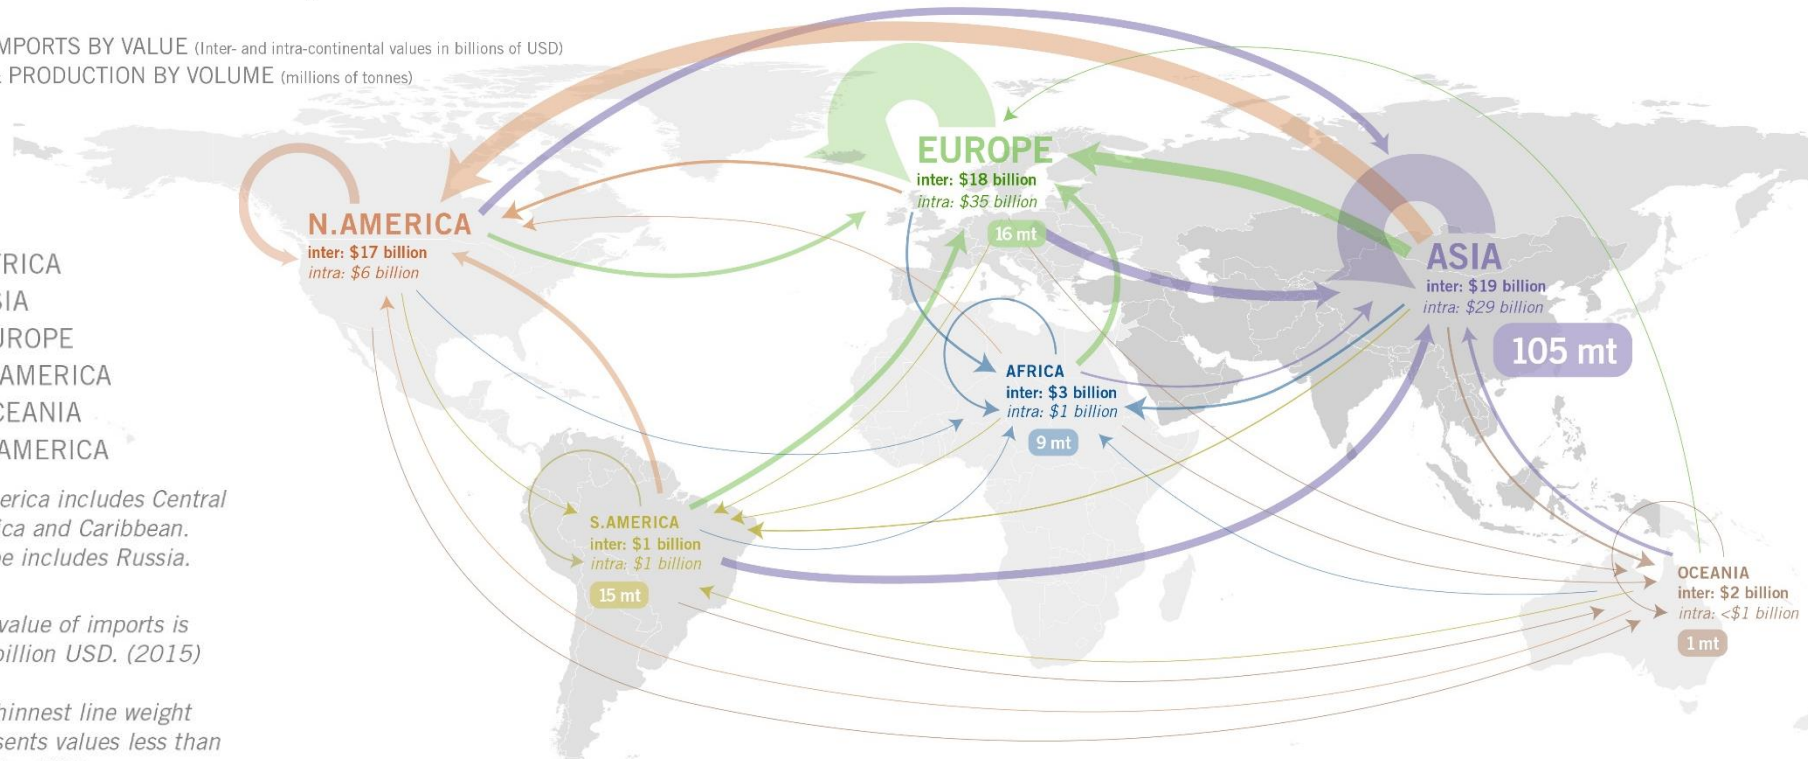 MPORTS BY VALUE (Inter- and intra-continental values in billions of USD)
PRODUCTION BY VOLUME (millions of tonnes)
RICA
SIA
UROPE
AMERICA
CEANIA
AMERICA
erica includes Central
ica and Caribbean.
e includes Russia.
value of imports is
billion USD. (2015)
hinnest line weight
sents values less than
N.AMERICA
inter: $17 billion
intra: $6 billion
EUROPE
inter: $18 billion
intra: $35 billion
16 mt
ASIA
inter: $19 billion
intra: $29 billion
105 mt
AFRICA
inter: $3 billion
intra: $1 billion
9 mt
S.AMERICA
inter: $1 billion
intra: $1 billion
15 mt
OCEANIA
inter: $2 billion
intra: <$1 billion
1 mt